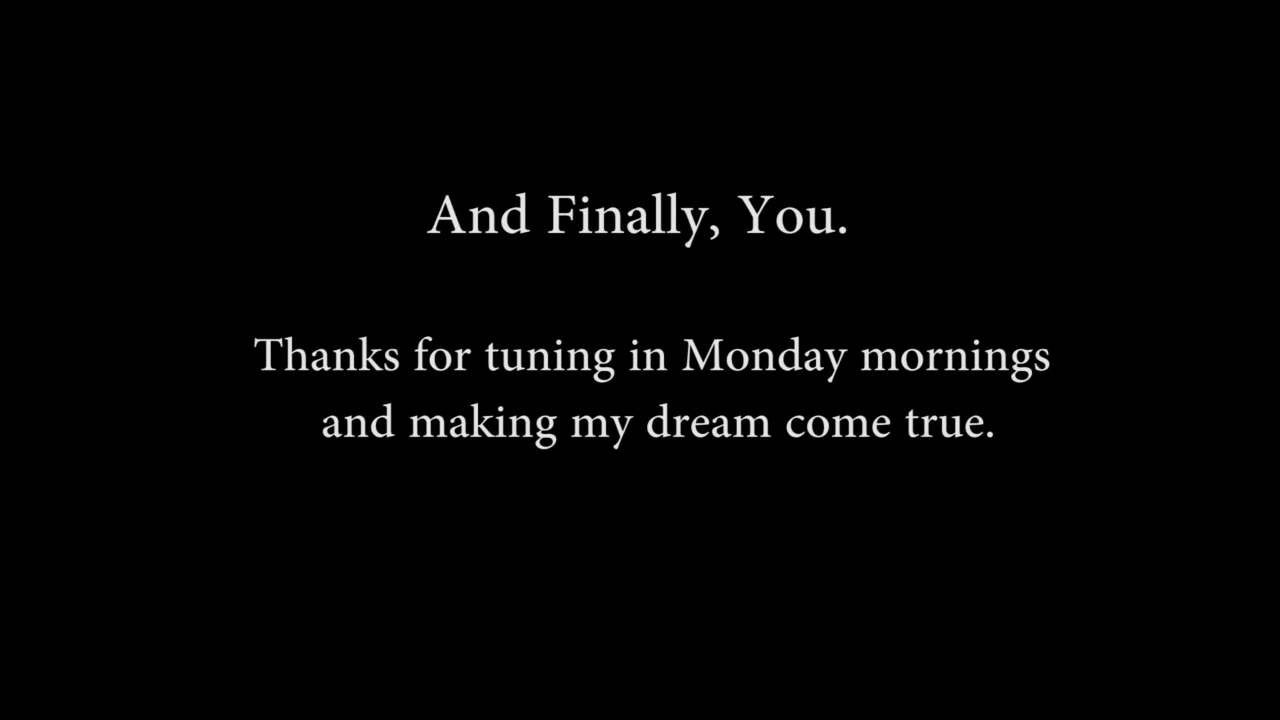 And Finally, You.
Thanks for tuning in Monday mornings
and making my dream come true.